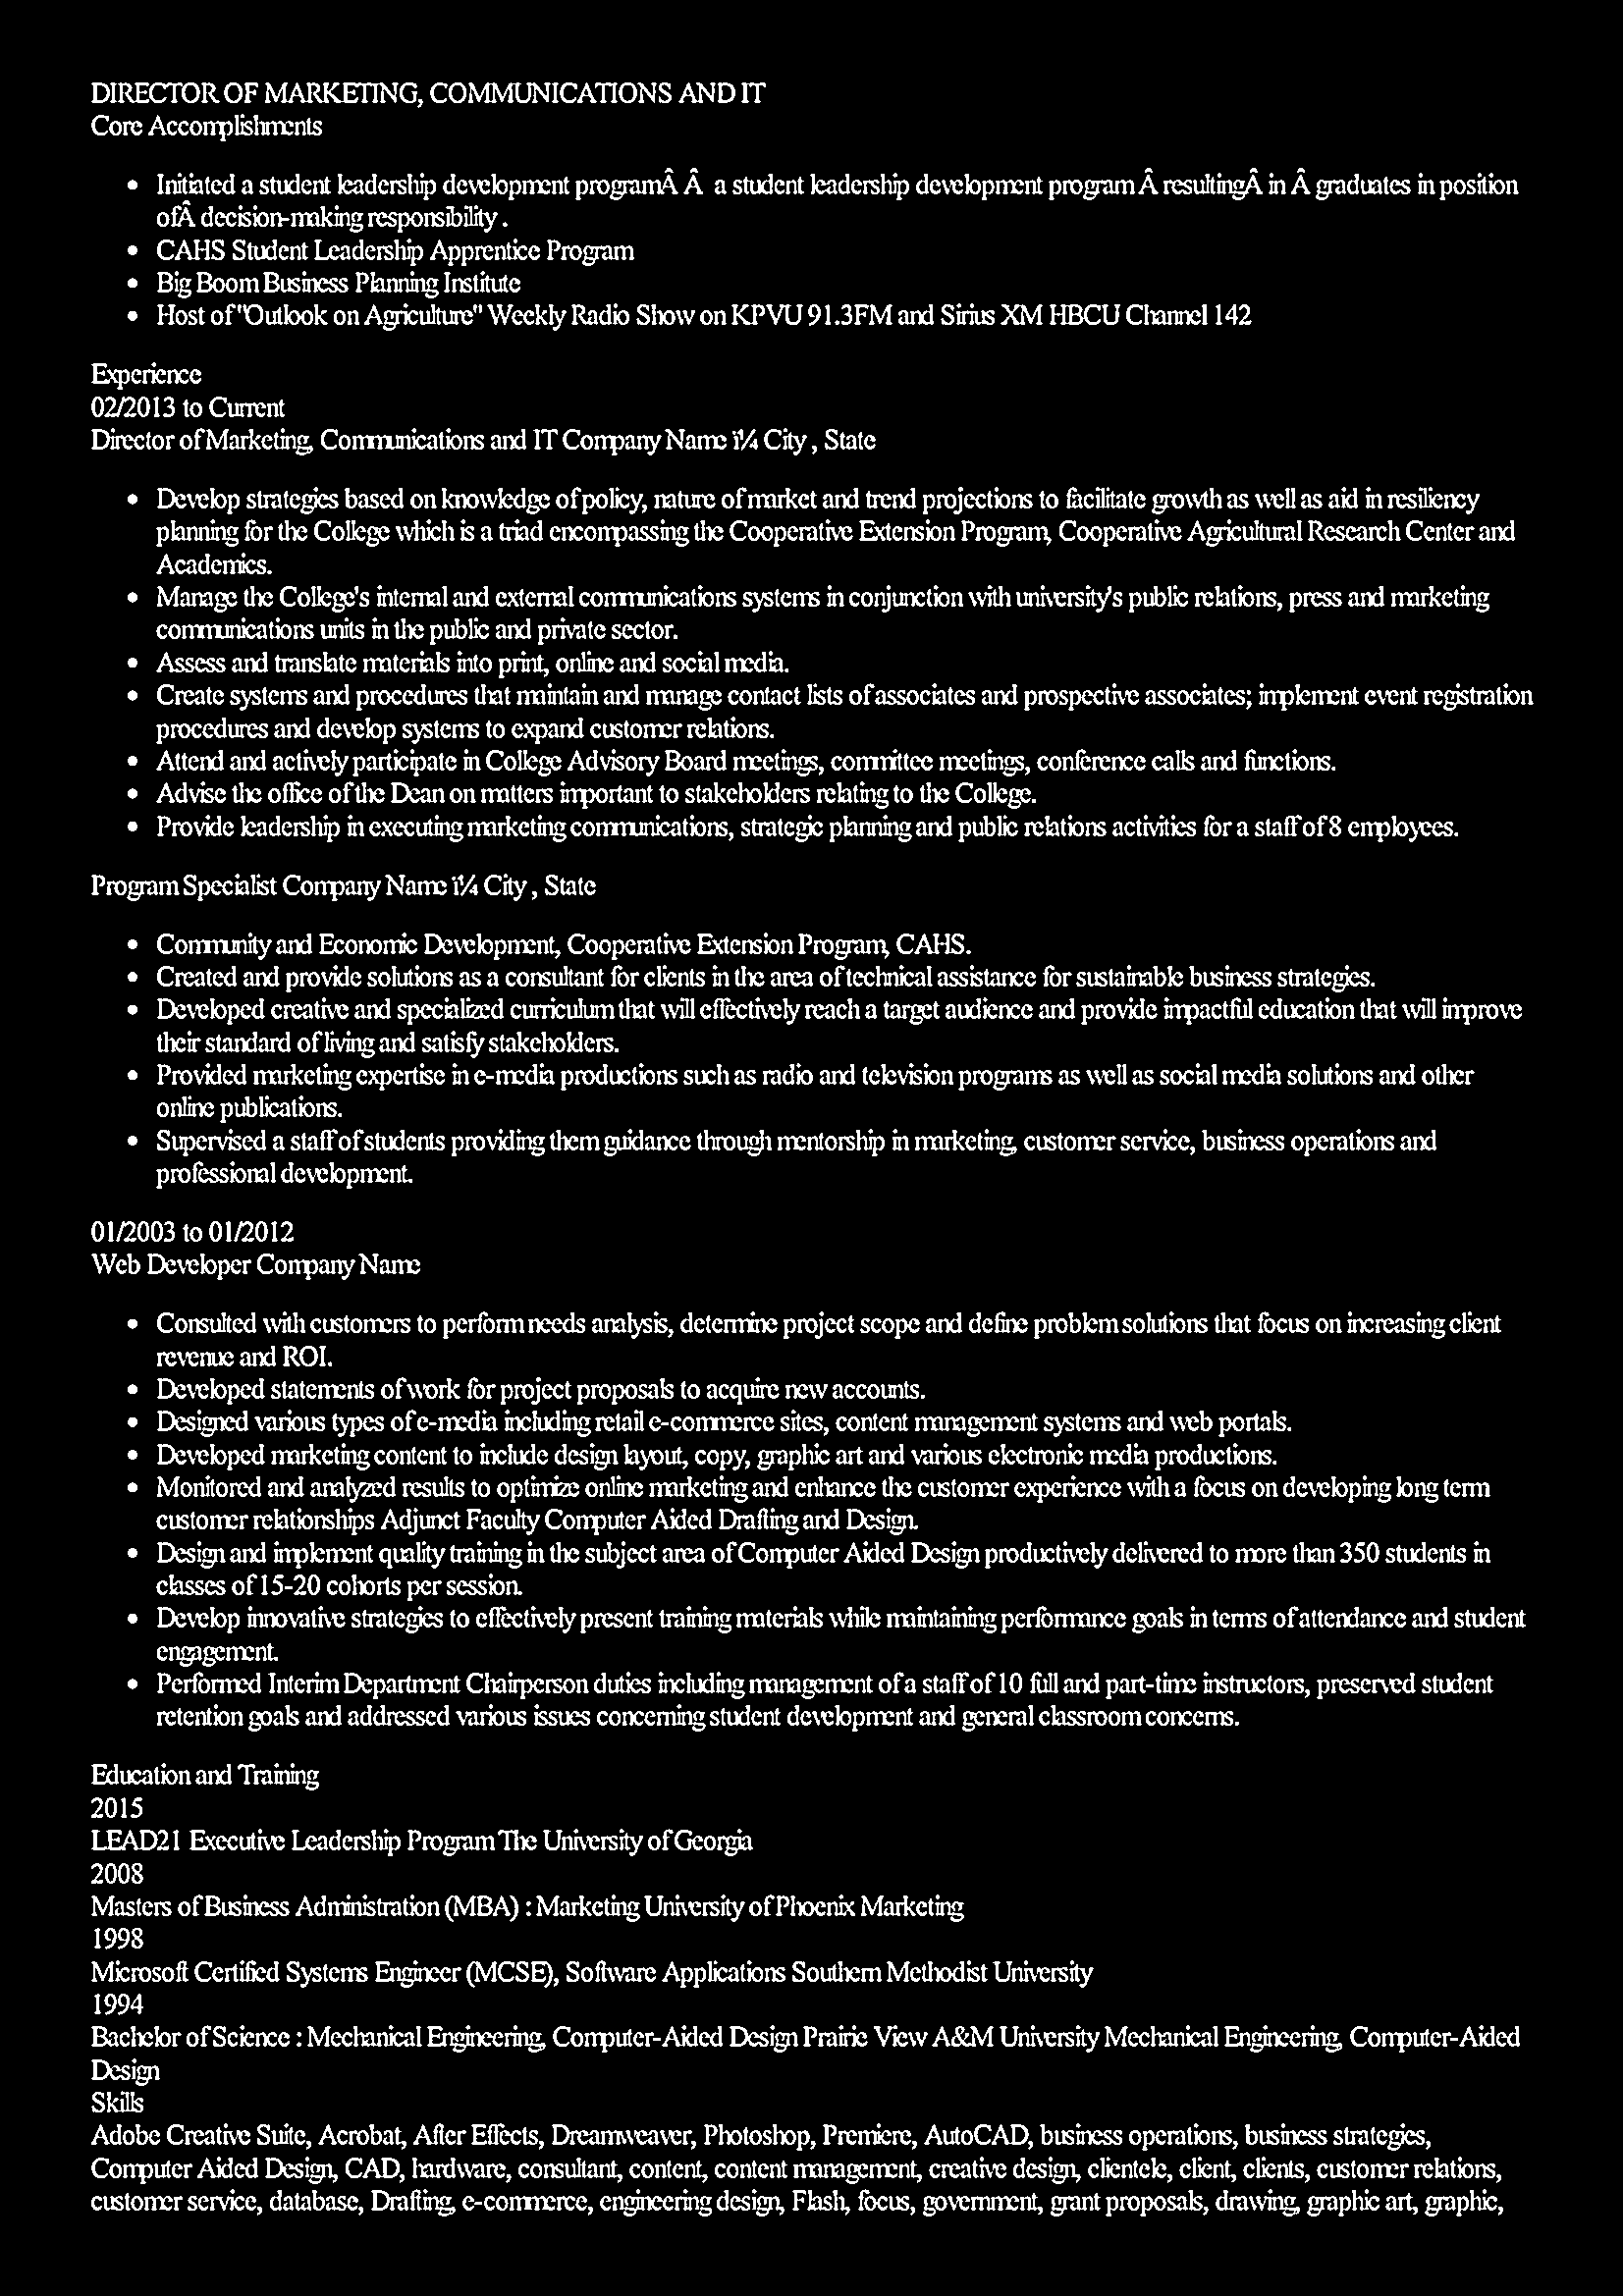 DIRECTOR OF MARKETING, COMMUNICATIONS AND IT
Core Accomplishments
• Initiated a student leadership development programÂ Â  a student leadership development program Â resultingÂ in Â graduates in position
ofÂ decision-making responsibility .
• CAHS Student Leadership Apprentice Program
• Big Boom Business Planning Institute
• Host of "Outlook on Agriculture" Weekly Radio Show on KPVU 91.3FM and Sirius XM HBCU Channel 142
Experience
02/2013 to Current
Director of Marketing, Communications and IT Company Name ï¼ City , State
• Develop strategies based on knowledge of policy, nature of market and trend projections to facilitate growth as well as aid in resiliency
planning for the College which is a triad encompassing the Cooperative Extension Program, Cooperative Agricultural Research Center and
Academics.
• Manage the College's internal and external communications systems in conjunction with university's public relations, press and marketing
communications units in the public and private sector.
• Assess and translate materials into print, online and social media.
• Create systems and procedures that maintain and manage contact lists of associates and prospective associates; implement event registration
procedures and develop systems to expand customer relations.
• Attend and actively participate in College Advisory Board meetings, committee meetings, conference calls and functions.
• Advise the office of the Dean on matters important to stakeholders relating to the College.
• Provide leadership in executing marketing communications, strategic planning and public relations activities for a staff of 8 employees.
Program Specialist Company Name ï¼ City , State
• Community and Economic Development, Cooperative Extension Program, CAHS.
• Created and provide solutions as a consultant for clients in the area of technical assistance for sustainable business strategies.
• Developed creative and specialized curriculum that will effectively reach a target audience and provide impactful education that will improve
their standard of living and satisfy stakeholders.
• Provided marketing expertise in e-media productions such as radio and television programs as well as social media solutions and other
online publications.
• Supervised a staff of students providing them guidance through mentorship in marketing, customer service, business operations and
professional development.
01/2003 to 01/2012
Web Developer Company Name
• Consulted with customers to perform needs analysis, determine project scope and define problem solutions that focus on increasing client
revenue and ROI.
• Developed statements of work for project proposals to acquire new accounts.
• Designed various types of e-media including retail e-commerce sites, content management systems and web portals.
• Developed marketing content to include design layout, copy, graphic art and various electronic media productions.
• Monitored and analyzed results to optimize online marketing and enhance the customer experience with a focus on developing long term
customer relationships Adjunct Faculty Computer Aided Drafting and Design.
• Design and implement quality training in the subject area of Computer Aided Design productively delivered to more than 350 students in
classes of 15-20 cohorts per session.
• Develop innovative strategies to effectively present training materials while maintaining performance goals in terms of attendance and student
engagement.
• Performed Interim Department Chairperson duties including management of a staff of 10 full and part-time instructors, preserved student
retention goals and addressed various issues concerning student development and general classroom concerns.
Education and Training
2015
LEAD21 Executive Leadership Program The University of Georgia
2008
Masters of Business Administration (MBA) : Marketing University of Phoenix Marketing
1998
Microsoft Certified Systems Engineer (MCSE), Software Applications Southern Methodist University
1994
Bachelor of Science : Mechanical Engineering, Computer-Aided Design Prairie View A&M University Mechanical Engineering, Computer-Aided
Design
Skills
Adobe Creative Suite, Acrobat, After Effects, Dreamweaver, Photoshop, Premiere, AutoCAD, business operations, business strategies,
Computer Aided Design, CAD, hardware, consultant, content, content management, creative design, clientele, client, clients, customer relations,
customer service, database, Drafting, e-commerce, engineering design, Flash, focus, government, grant proposals, drawing, graphic art, graphic,